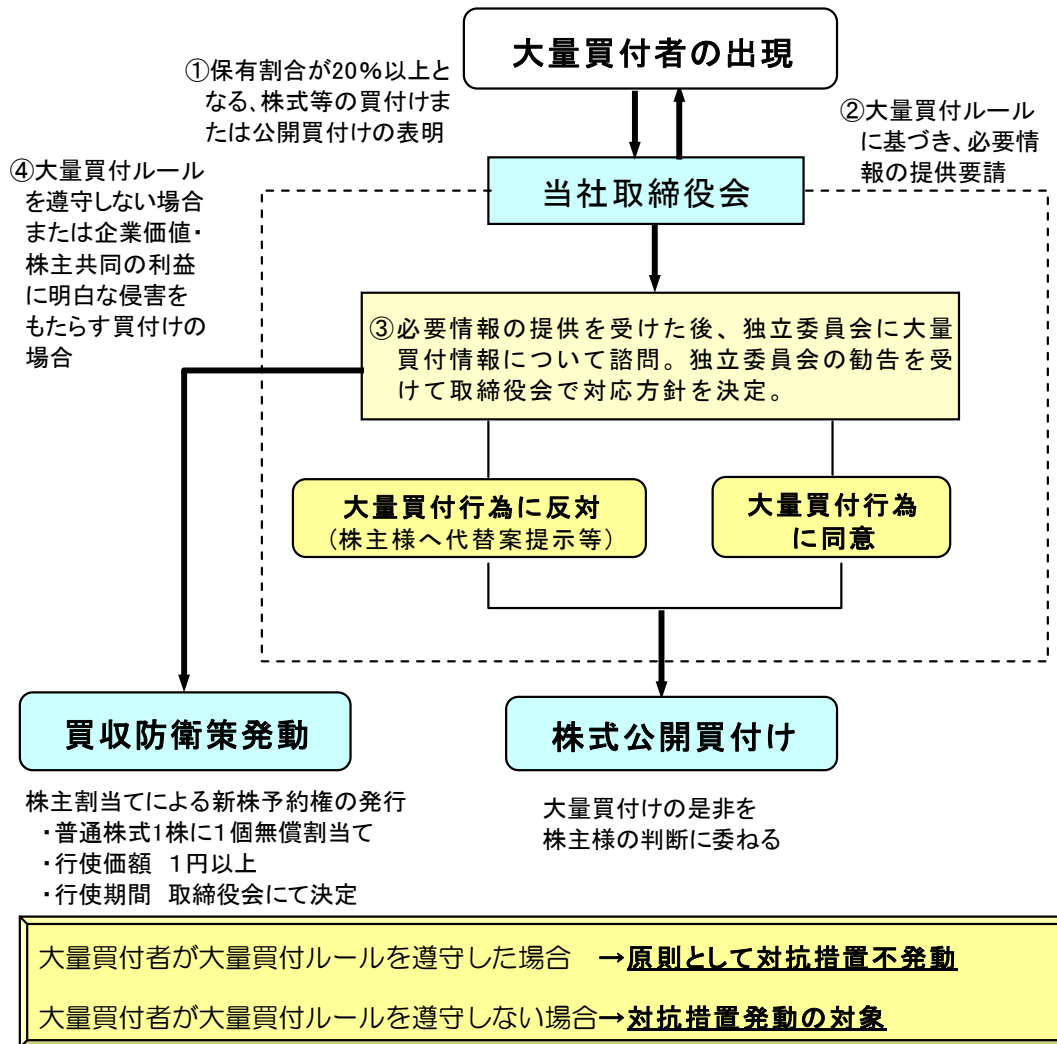 大量買付者の出現
①保有割合が20%以上と
なる、株式等の買付けま
たは公開買付けの表明
②大量買付ルール
に基づき、必要情
報の提供要請
④大量買付ルール
を遵守しない場合
または企業価値・
株主共同の利益
に明白な侵害を
もたらす買付けの
場合
当社取締役会
③必要情報の提供を受けた後、独立委員会に大量
買付情報について諮問。独立委員会の勧告を受
けて取締役会で対応方針を決定。
大量買付行為に反対
（株主様へ代替案提示等）
大量買付行為
に同意
買収防衛策発動
株式公開買付け
株主割当てによる新株予約権の発行
・普通株式1株に1個無償割当て
・行使価額 1円以上
・行使期間 取締役会にて決定
大量買付けの是非を
株主様の判断に委ねる
大量買付者が大量買付ルールを遵守した場合 →原則として対抗措置不発動
大量買付者が大量買付ルールを遵守しない場合→対抗措置発動の対象